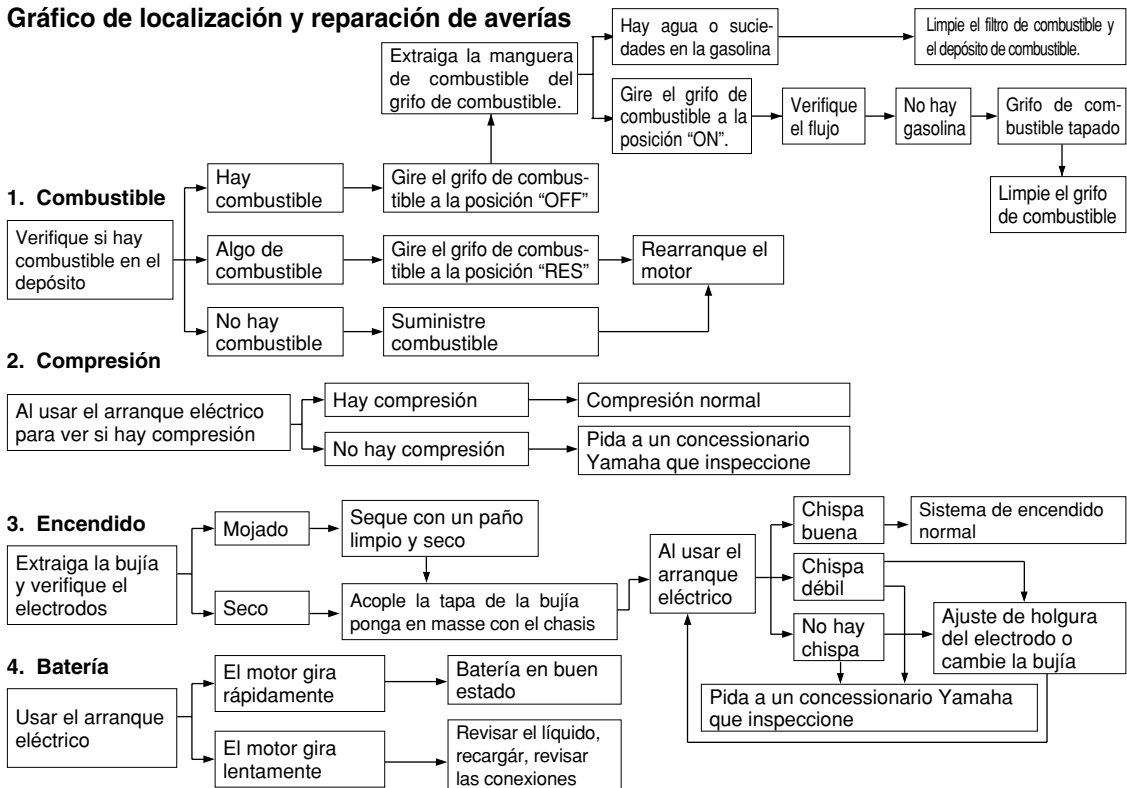 Gráfico de localización y reparación de averías
Extraiga la manguera
de combustible del
grifo de combustible.
Hay agua o sucie-
dades en la gasolina
Limpie el filtro de combustible y
el depósito de combustible.
Gire el grifo de
combustible a la
posición “ON”.
Verifique
el flujo
No hay
gasolina
Grifo de com-
bustible tapado
Limpie el grifo
de combustible
1. Combustible
Verifique si hay
combustible en el
depósito
Hay
combustible
Gire el grifo de combus-
tible a la posición “OFF”
Algo de
combustible
Gire el grifo de combus-
tible a la posición “RES”
Rearranque el
motor
No hay
combustible
Suministre
combustible
2. Compresión
Al usar el arranque eléctrico
para ver si hay compresión
Hay compresión
Compresión normal
No hay compresión
Pida a un concessionario
Yamaha que inspeccione
3. Encendido
Extraiga la bujía
y verifique el
electrodos
Mojado
Seque con un paño
limpio y seco
Seco
Acople la tapa de la bujía
ponga en masse con el chasis
Al usar el
arranque
eléctrico
Chispa
buena
Sistema de encendido
normal
Chispa
débil
No hay
chispa
Ajuste de holgura
del electrodo o
cambie la bujía
Pida a un concessionario Yamaha
que inspeccione
4. Batería
Usar el arranque
eléctrico
El motor gira
rápidamente
Batería en buen
estado
El motor gira
lentamente
Revisar el líquido,
recargár, revisar
las conexiones